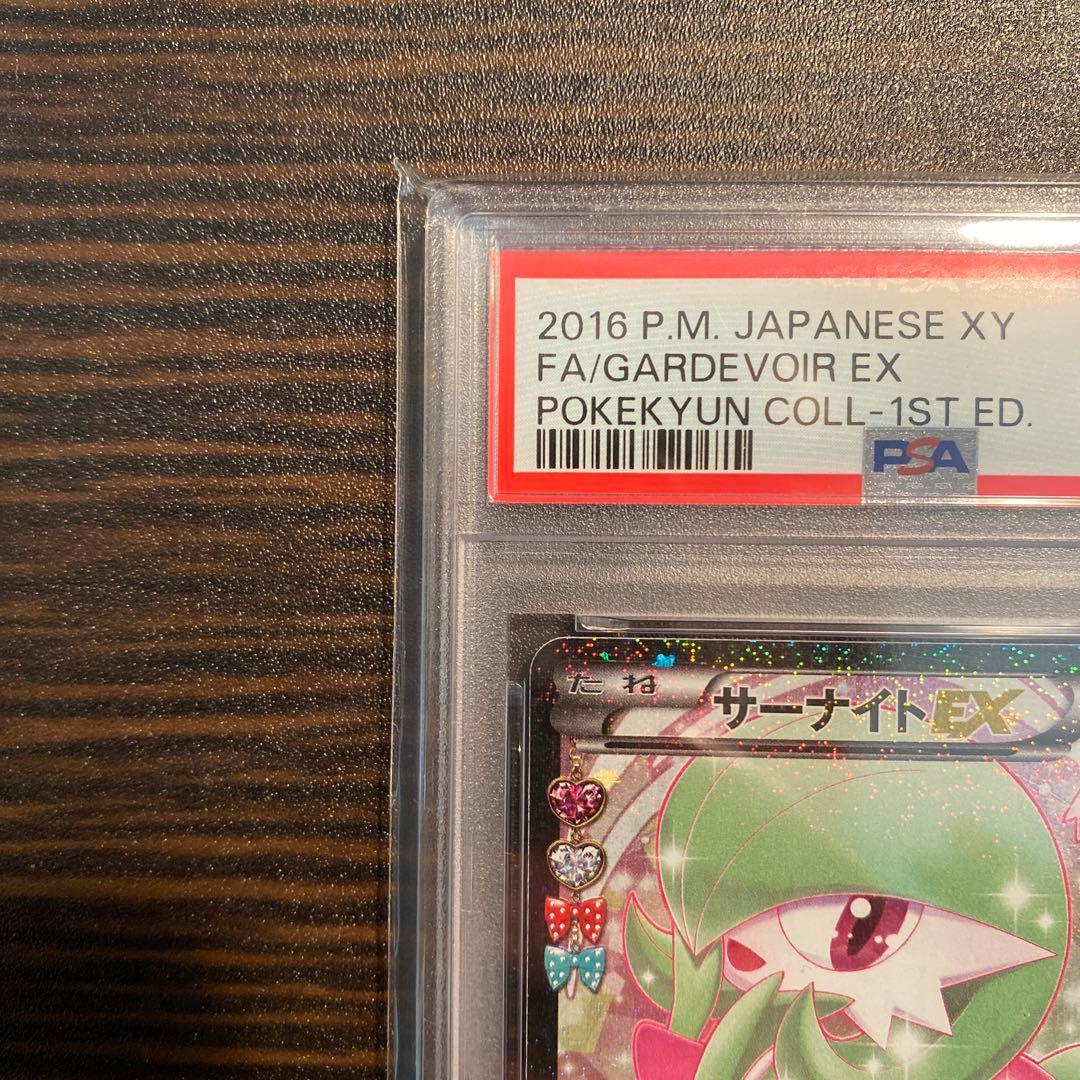 2016 P.M. JAPANESE XY
FA/GARDEVOIR EX
POKEKYUN COLL-1ST ED.
PSA
たね サーナイトEX